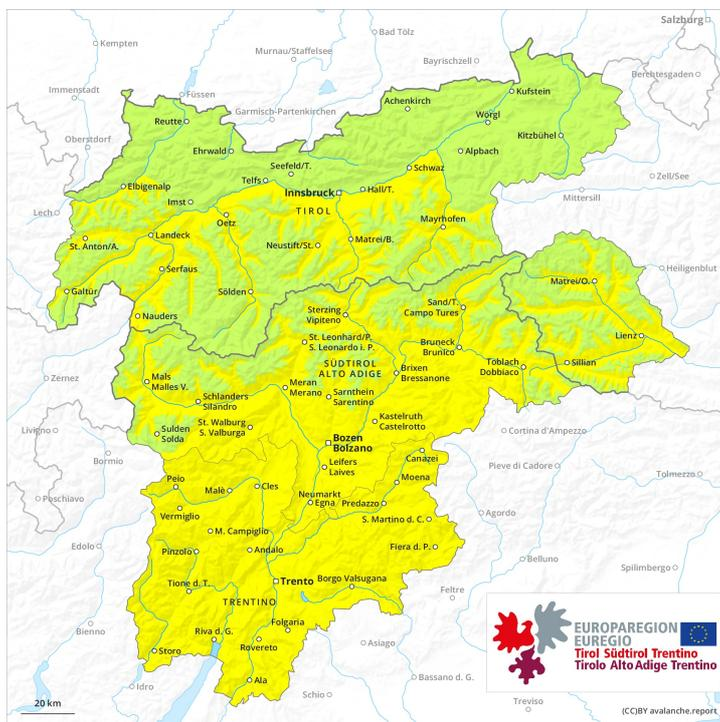 Salzburg
Kempten
Bad Tölz
Murnau/Staffelsee
Bayrischzell
Berchtesgaden
Immenstadt
Füssen
Garmisch-Partenkirchen
Achenkirch
Kufstein
Reutte
Wörgl
Oberstdorf
Ehrwald
Kitzbühel
Alpbach
Seefeld/T.
Schwaz
Telfs
Elbigenalp
Innsbruck
Hall/T.
Zell/See
Imst
TIROL
Mittersill
Lech
Oetz
Mayrhofen
Landeck
St. Anton/A.
Neustift/St.
Matrei/B.
Serfaus
Heiligenblut
Galtür
Sölden
Matrei/O.
Nauders
Sterzing
Vipiteno
Sand/T.
Campo Tures
Lienz
St. Leonhard/P.
S. Leonardo i. P.
Bruneck
Brunico
SÜDTIROL
ALTO ADIGE
Toblach
Dobbiaco
Sillian
Brixen
Bressanone
Zernez
Mals
Malles V.
Meran
Merano
Sarnthein
Sarentino
Schlanders
Silandro
Kastelruth
Castelrotto
St. Walburg
S. Valburga
Livigno
Sulden
Solda
Cortina d'Ampezzo
Bozen
Bolzano
Canazei
Bormio
Leifers
Laives
Pieve di Cadore
Tolmezzo
Peio
Moena
Poschiavo
Malè
Cles
Neumarkt
Egna
Predazzo
Vermiglio
Agordo
S. Martino d. C.
M. Campiglio
Edolo
Pinzolo
Andalo
Fiera d. P.
Belluno
Spilimbergo
Tione d. T.
Trento
Borgo Valsugana
Feltre
TRENTINO
Folgaria
Bienno
Riva d. G.
Rovereto
Asiago
Storo
Bassano d. G.
Idro
Ala
Schio
Treviso
EUROPAREGION
EUREGIO
Tirol Südtirol Trentino
Tirolo Alto Adige Trentino
20 km
(CC)BY avalanche.report